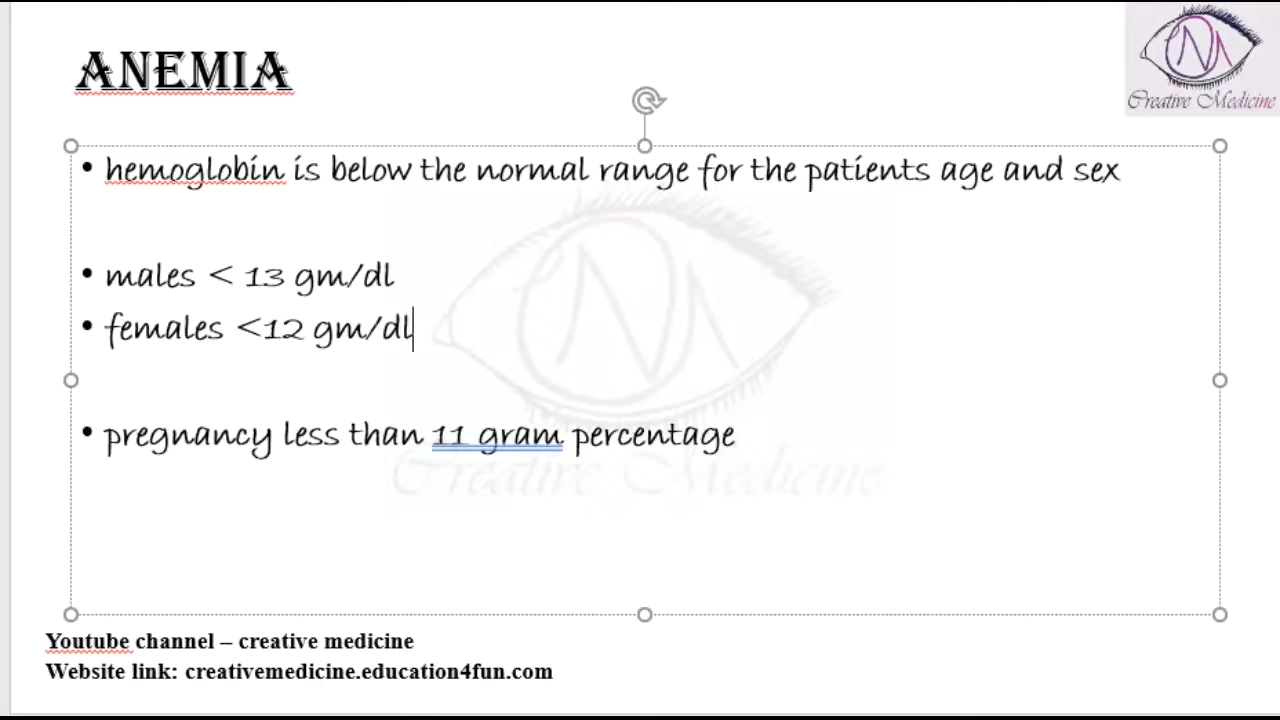 ANEMIA
Creative Medicine
• hemoglobin is below the normal range for the patients age and sex
• males < 13 gm/dl
• females <12 gm/dl
• pregnancy less than 11 gram percentage
Creative Medicine
Youtube channel – creative medicine
Website link: creativemedicine.education4fun.com